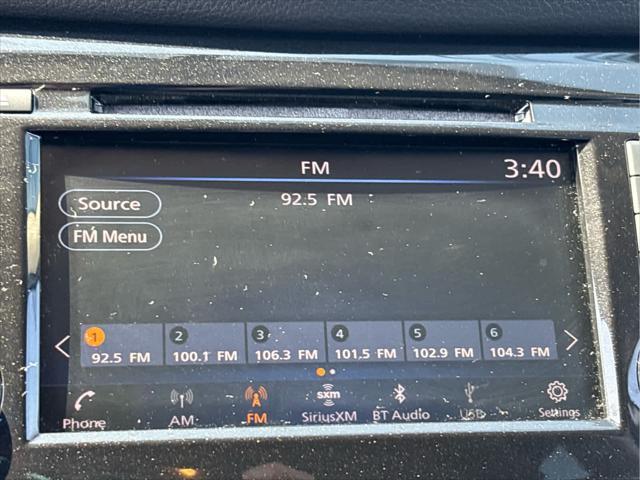 FM 3:40
Source 92.5 FM
FM Menu
1 2 3 4 5 6
92.5 FM 100.1 FM 106.3 FM 101.5 FM 102.9 FM 104.3 FM
sxm
Phone AM FM SiriusXM BT Audio USB Settings